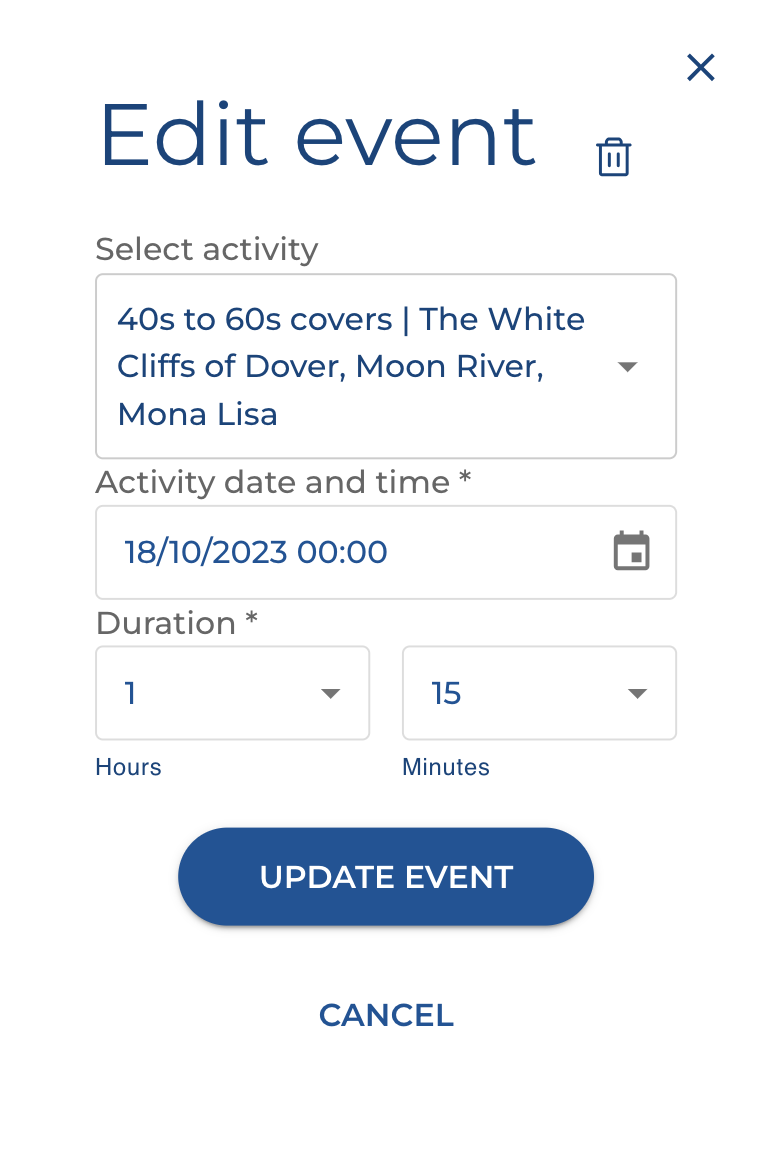 Edit event
Select activity
40s to 60s covers | The White
Cliffs of Dover, Moon River,
Mona Lisa
Activity date and time *
18/10/2023 00:00
Duration *
1 15
Hours Minutes
UPDATE EVENT
CANCEL